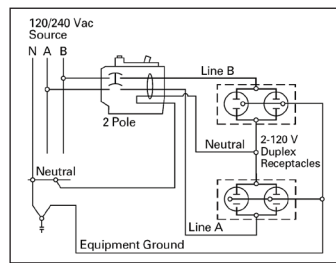 120/240 Vac
Source
N A B
2 Pole
Line B
Neutral
2-120 V
Duplex
Receptacles
Neutral
Line A
Equipment Ground